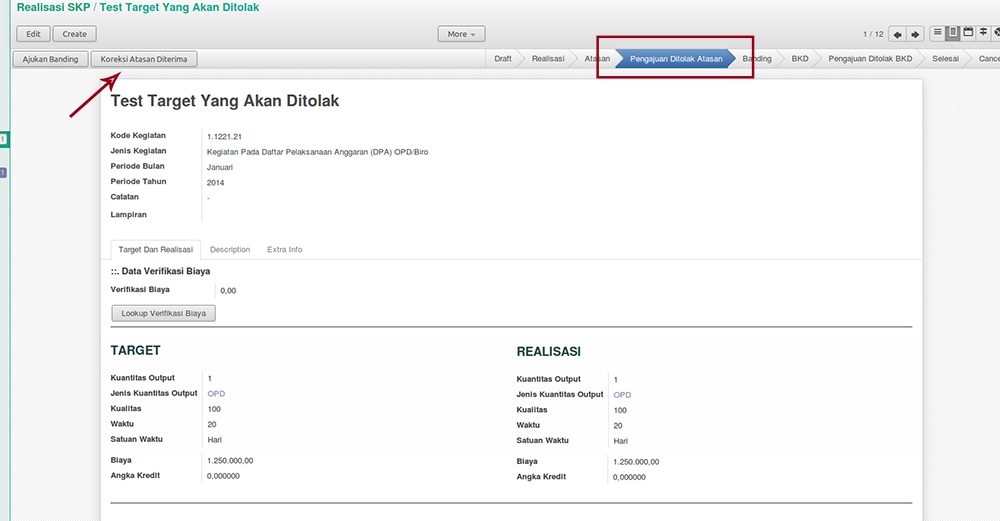 Realisasi SKP / Test Target Yang Akan Ditolak
Edit Create More 1 / 12
Ajukan Banding Koreksi Atasan Diterima Draft Realisasi Atasan Pengajuan Ditolak Atasan Banding BKD Pengajuan Ditolak BKD Selesai Cance
Test Target Yang Akan Ditolak
Kode Kegiatan 1.1221.21
Jenis Kegiatan Kegiatan Pada Daftar Pelaksanaan Anggaran (DPA) OPD/Biro
Periode Bulan Januari
Periode Tahun 2014
Catatan -
Lampiran
Target Dan Realisasi Description Extra Info
::. Data Verifikasi Biaya
Verifikasi Biaya 0,00
Lookup Verifikasi Biaya
TARGET
Kuantitas Output 1
Jenis Kuantitas Output OPD
Kualitas 100
Waktu 20
Satuan Waktu Hari
Biaya 1.250.000,00
Angka Kredit 0,000000
REALISASI
Kuantitas Output 1
Jenis Kuantitas Output OPD
Kualitas 100
Waktu 20
Satuan Waktu Hari
Biaya 1.250.000,00
Angka Kredit 0,000000
1
1